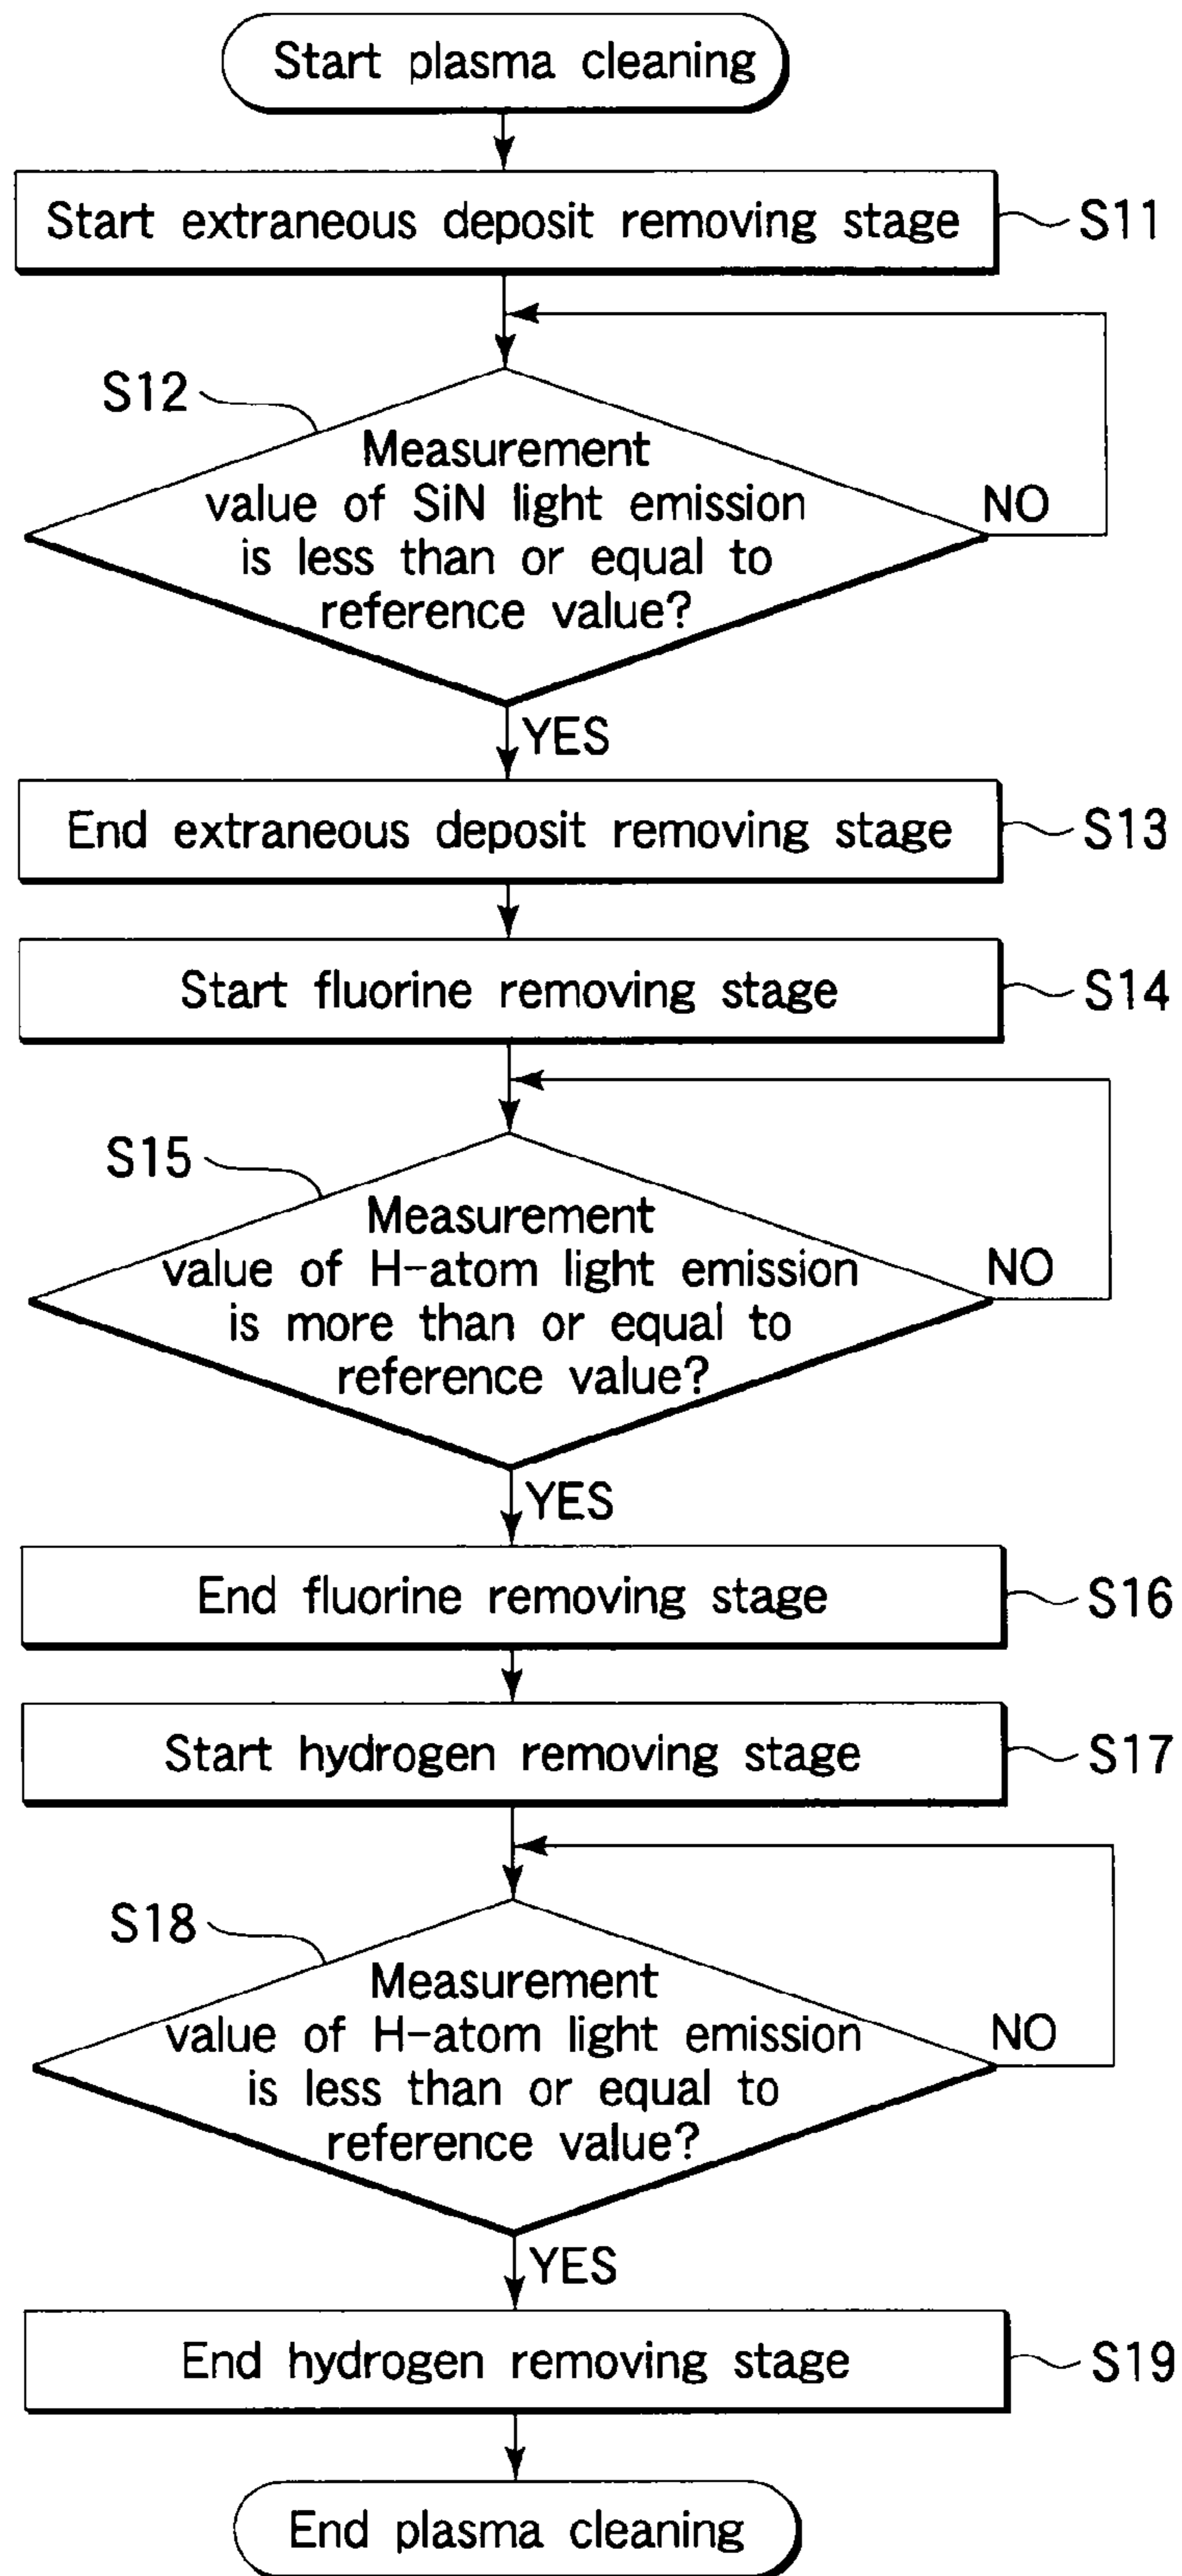 Start plasma cleaning
Start extraneous deposit removing stage
S11
S12
Measurement
value of SiN light emission
is less than or equal to
reference value?
NO
YES
End extraneous deposit removing stage
S13
Start fluorine removing stage
S14
S15
Measurement
value of H-atom light emission
is more than or equal to
reference value?
NO
YES
End fluorine removing stage
S16
Start hydrogen removing stage
S17
S18
Measurement
value of H-atom light emission
is less than or equal to
reference value?
NO
YES
End hydrogen removing stage
S19
End plasma cleaning